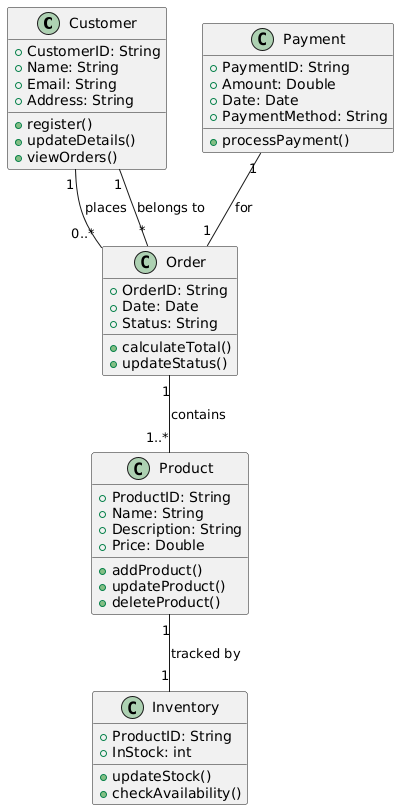 C Customer
+CustomerID: String
+Name: String
+Email: String
+Address: String
register()
updateDetails()
viewOrders()
C Payment
PaymentID: String
Amount: Double
Date: Date
PaymentMethod: String
processPayment()
1
1
1
places
belongs to
for
0..*
*
1
C Order
OrderID: String
Date: Date
Status: String
calculateTotal()
updateStatus()
1
contains
1..*
C Product
ProductID: String
Name: String
Description: String
Price: Double
addProduct()
updateProduct()
deleteProduct()
1
tracked by
1
C Inventory
ProductID: String
InStock: int
updateStock()
checkAvailability()